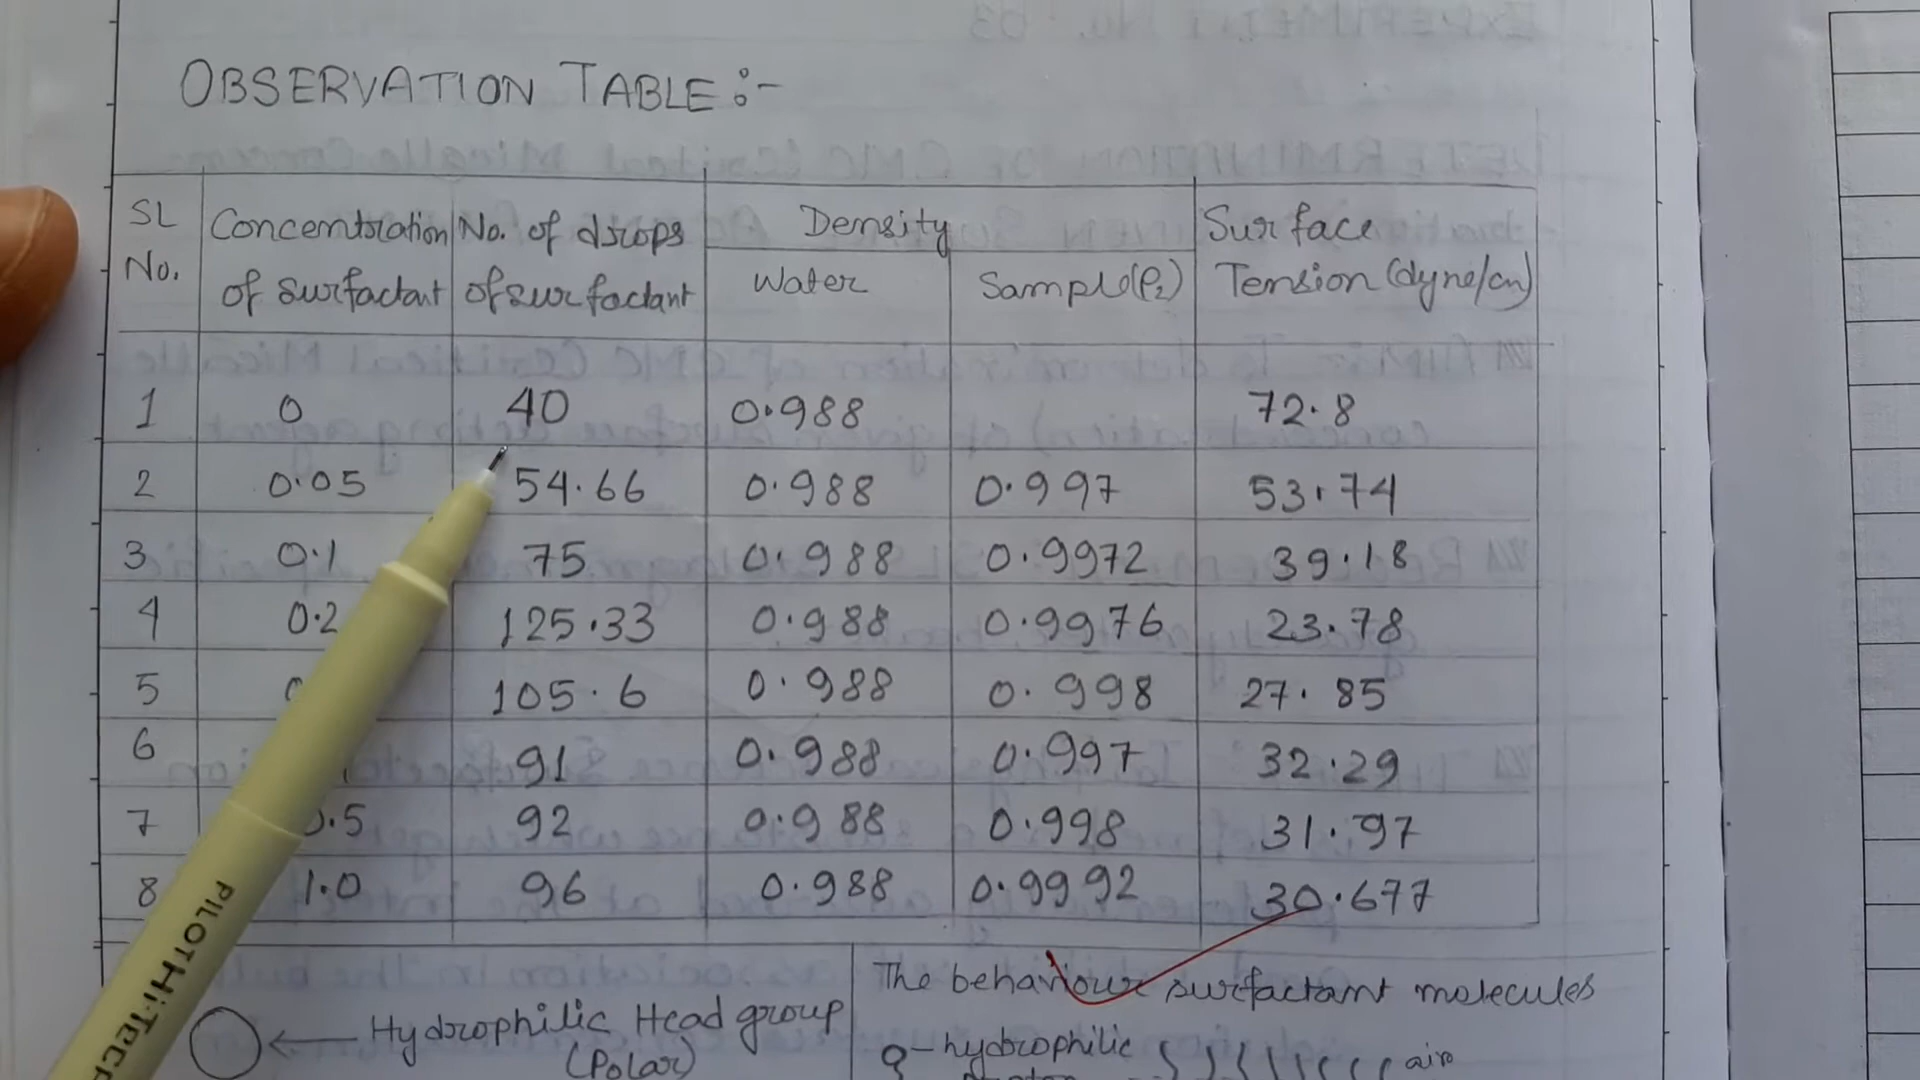 OBSERVATION TABLE :-
SL No. Concentration of surfactant No. of drops of surfactant Density Water Sample(ρ₂) Surface Tension (dyne/cm)
1 0 40 0.988 72.8
2 0.05 54.66 0.988 0.997 53.74
3 0.1 75 0.988 0.9972 39.18
4 0.2 125.33 0.988 0.9976 23.78
5 105.6 0.988 0.998 27.85
6 91 0.988 0.997 32.29
7 0.5 92 0.988 0.998 31.97
8 1.0 96 0.988 0.9992 30.677
Hydrophilic Head group
(Polar)
The behaviour surfactant molecules
hydrophilic
air
PILOT Hi-TECP